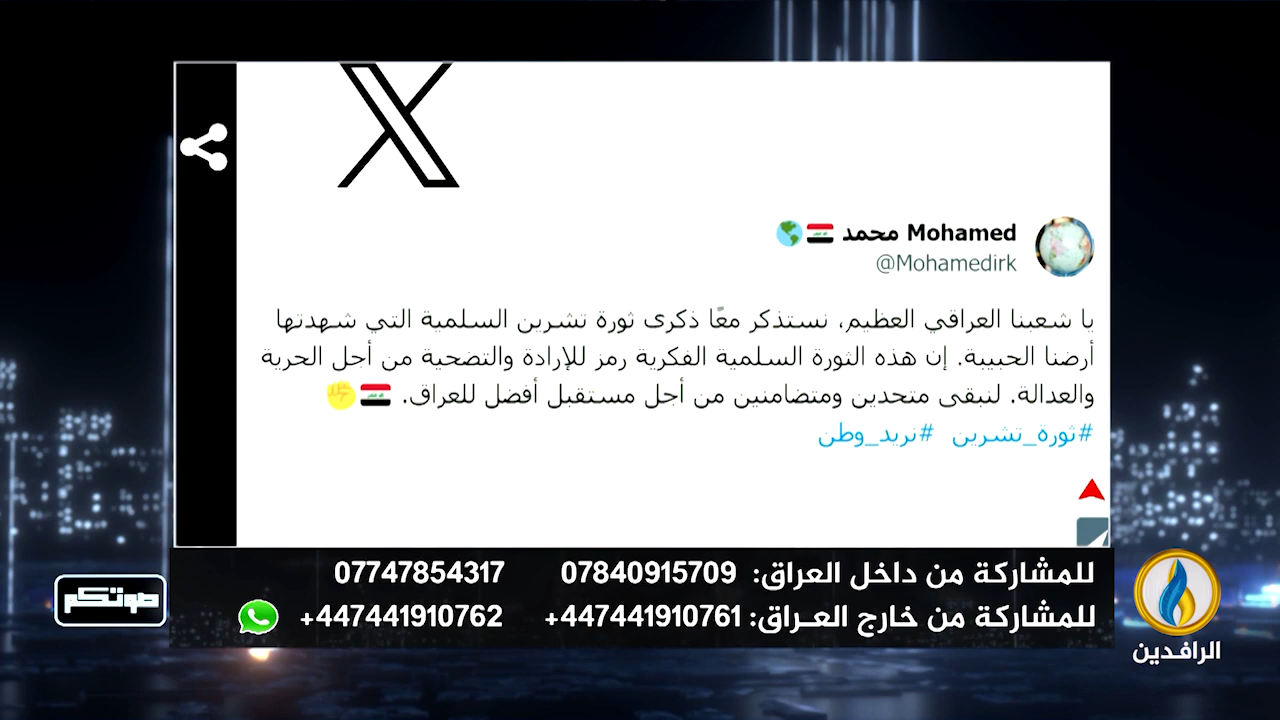 محمد Mohamed
@Mohamedirk
يا شعبنا العراقي العظيم، نستذكر معًا ذكرى ثورة تشرين السلمية التي شهدتها
أرضنا الحبيبة. إن هذه الثورة السلمية الفكرية رمز للإرادة والتضحية من أجل الحرية
والعدالة. لنبقى متحدين ومتضامنين من أجل مستقبل أفضل للعراق.
#ثورة_تشرين #نريد_وطن
للمشاركة من داخل العراق: 07840915709 07747854317
للمشاركة من خارج العـراق: 447441910761+ 447441910762+
صوتكم
الرافدين